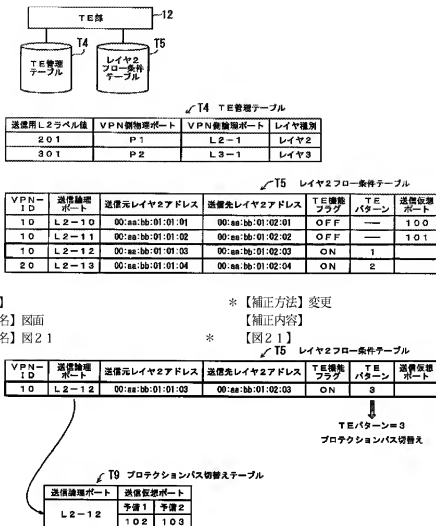 TE部
12
T4
T5
TE管理
テーブル
レイヤ2
フロー条件
テーブル
T4 TE管理テーブル
送信用L2ラベル値 VPN側物理ポート VPN側論理ポート レイヤ種別
201 P1 L2-1 レイヤ2
301 P2 L3-1 レイヤ3
T5 レイヤ2フロー条件テーブル
VPN-ID 送信論理ポート 送信元レイヤ2アドレス 送信先レイヤ2アドレス TE機能フラグ TEパターン 送信仮想ポート
10 L2-10 00:aa:bb:01:01:01 00:aa:bb:01:02:01 OFF — 100
10 L2-11 00:aa:bb:01:01:02 00:aa:bb:01:02:02 OFF — 101
10 L2-12 00:aa:bb:01:01:03 00:aa:bb:01:02:03 ON 1
20 L2-13 00:aa:bb:01:01:04 00:aa:bb:01:02:04 ON 2
】 *【補正方法】変更
名】図面 【補正内容】
名】図21 * 【図21】
T5 レイヤ2フロー条件テーブル
VPN-ID 送信論理ポート 送信元レイヤ2アドレス 送信先レイヤ2アドレス TE機能フラグ TEパターン 送信仮想ポート
10 L2-12 00:aa:bb:01:01:03 00:aa:bb:01:02:03 ON 3
TEパターン=3
プロテクションパス切替え
T9 プロテクションパス切替えテーブル
送信論理ポート 送信仮想ポート
予備1 予備2
L2-12 102 103